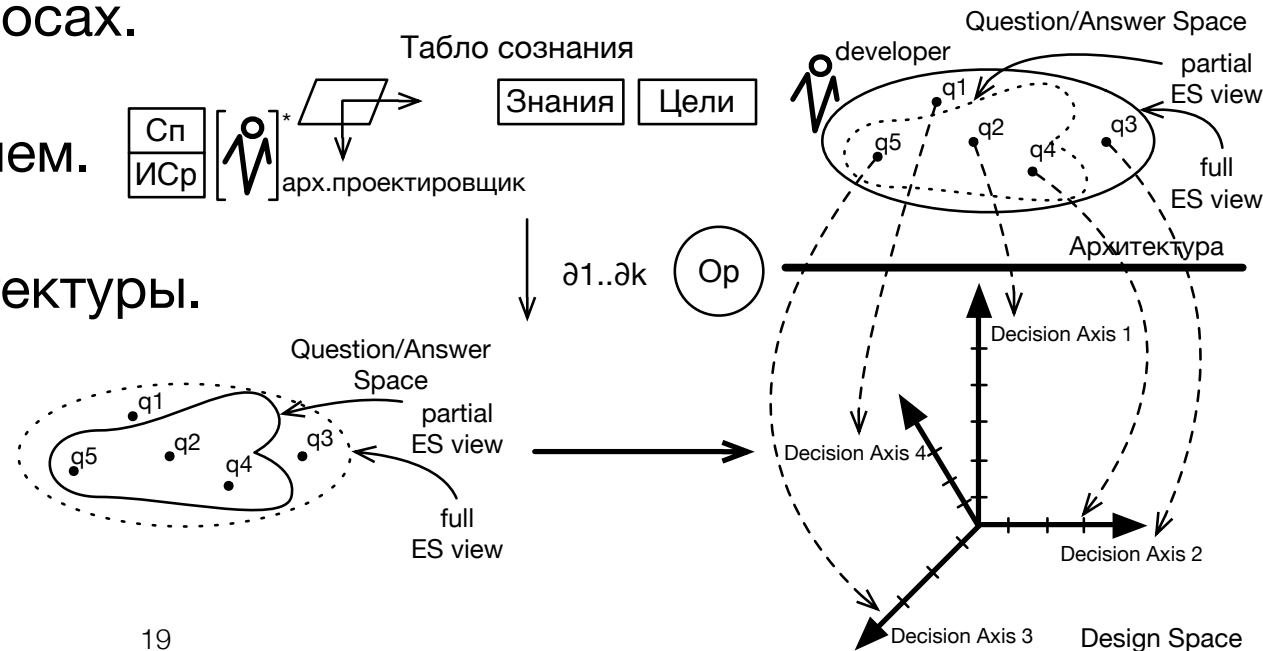 осах.
ем.
ектуры.
Табло сознания
Знания
Цели
Сп
ИСр
*
арх.проектировщик
∂1..∂k
Ор
Question/Answer
Space
partial
ES view
q1
q2
q3
q4
q5
full
ES view
Question/Answer Space
developer
partial
ES view
q1
q2
q3
q4
q5
full
ES view
Архитектура
Decision Axis 1
Decision Axis 4
Decision Axis 2
Decision Axis 3
Design Space
19